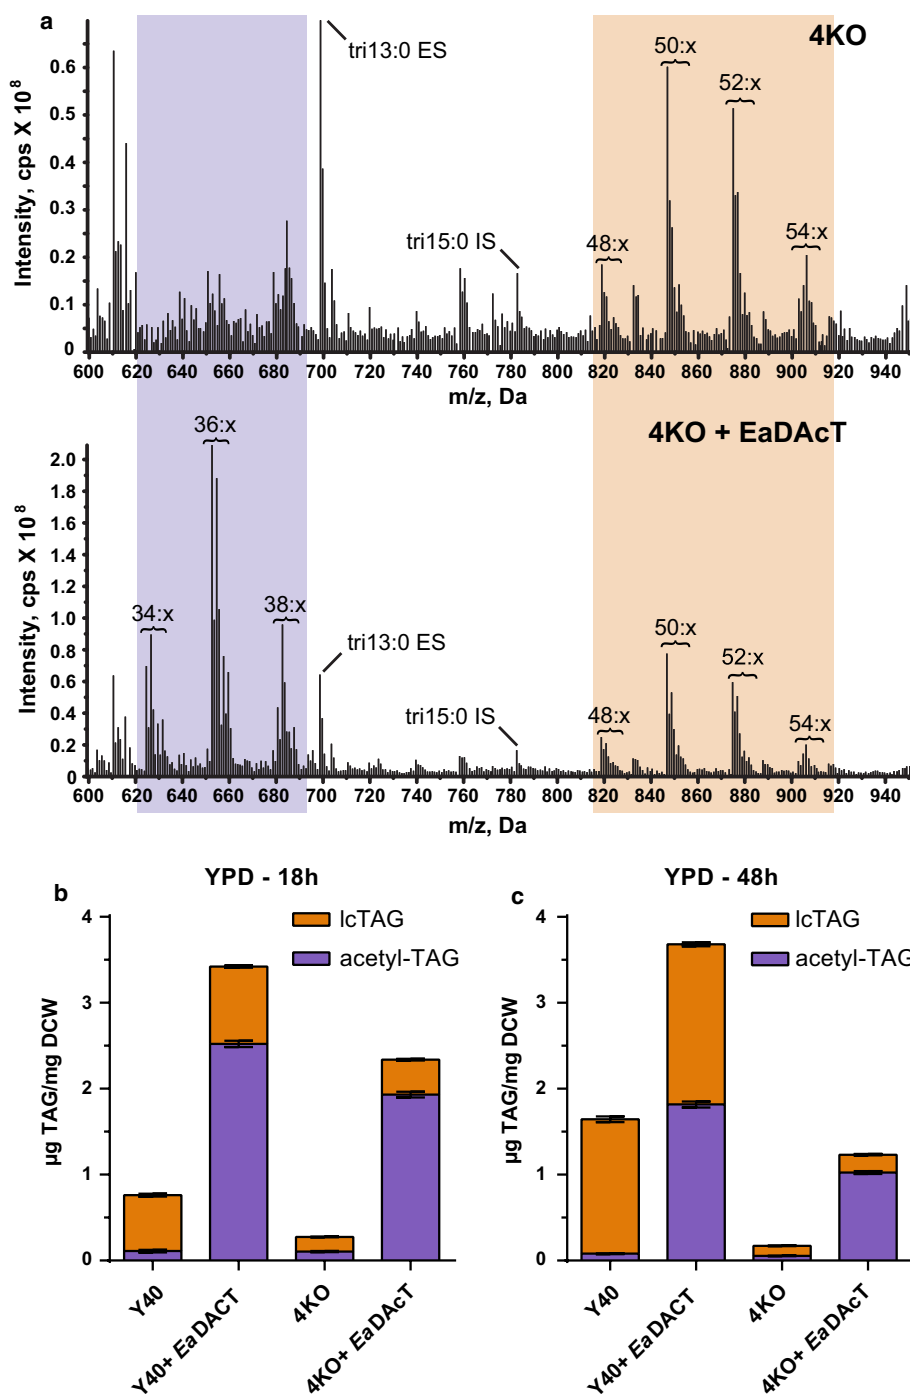 a
4KO
tri13:0 ES
50:x
52:x
tri15:0 IS
48:x
54:x
Intensity, cps X 10^8
0.6
0.5
0.4
0.3
0.2
0.1
0
600 620 640 660 680 700 720 740 760 780 800 820 840 860 880 900 920 940
m/z, Da
4KO + EaDAcT
36:x
34:x
38:x
tri13:0 ES
tri15:0 IS
50:x
52:x
48:x
54:x
Intensity, cps X 10^8
2.0
1.8
1.6
1.4
1.2
1.0
0.8
0.6
0.4
0.2
0
600 620 640 660 680 700 720 740 760 780 800 820 840 860 880 900 920 940
m/z, Da
b
YPD - 18h
lcTAG
acetyl-TAG
µg TAG/mg DCW
4
3
2
1
0
Y40
Y40+ EaDACT
4KO
4KO+ EaDAcT
c
YPD - 48h
lcTAG
acetyl-TAG
µg TAG/mg DCW
4
3
2
1
0
Y40
Y40+ EaDACT
4KO
4KO+ EaDAcT